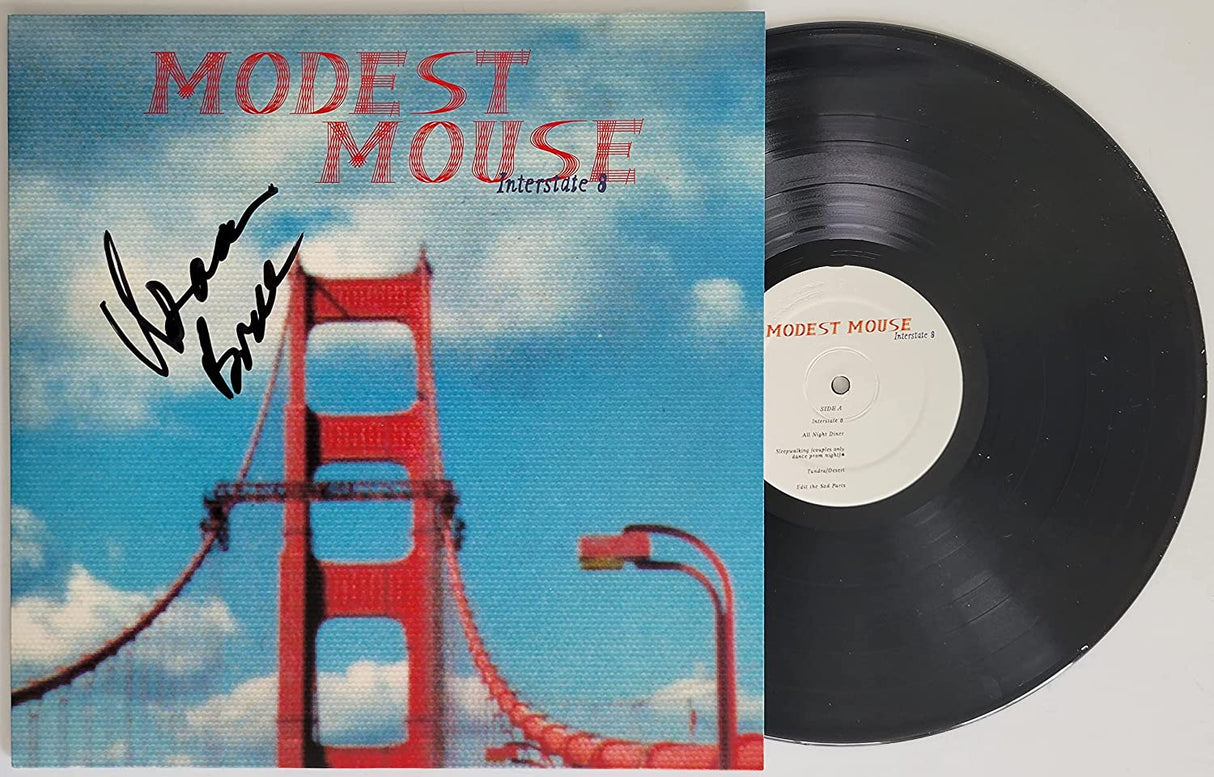 MODEST
MOUSE
Interstate 8
MODEST MOUSE
Interstate 8
SIDE A
Interstate 8
All Night Diner
Sleepwalking (couples only
dance prom night)*
Tundra/Desert
Edit the Sad Parts